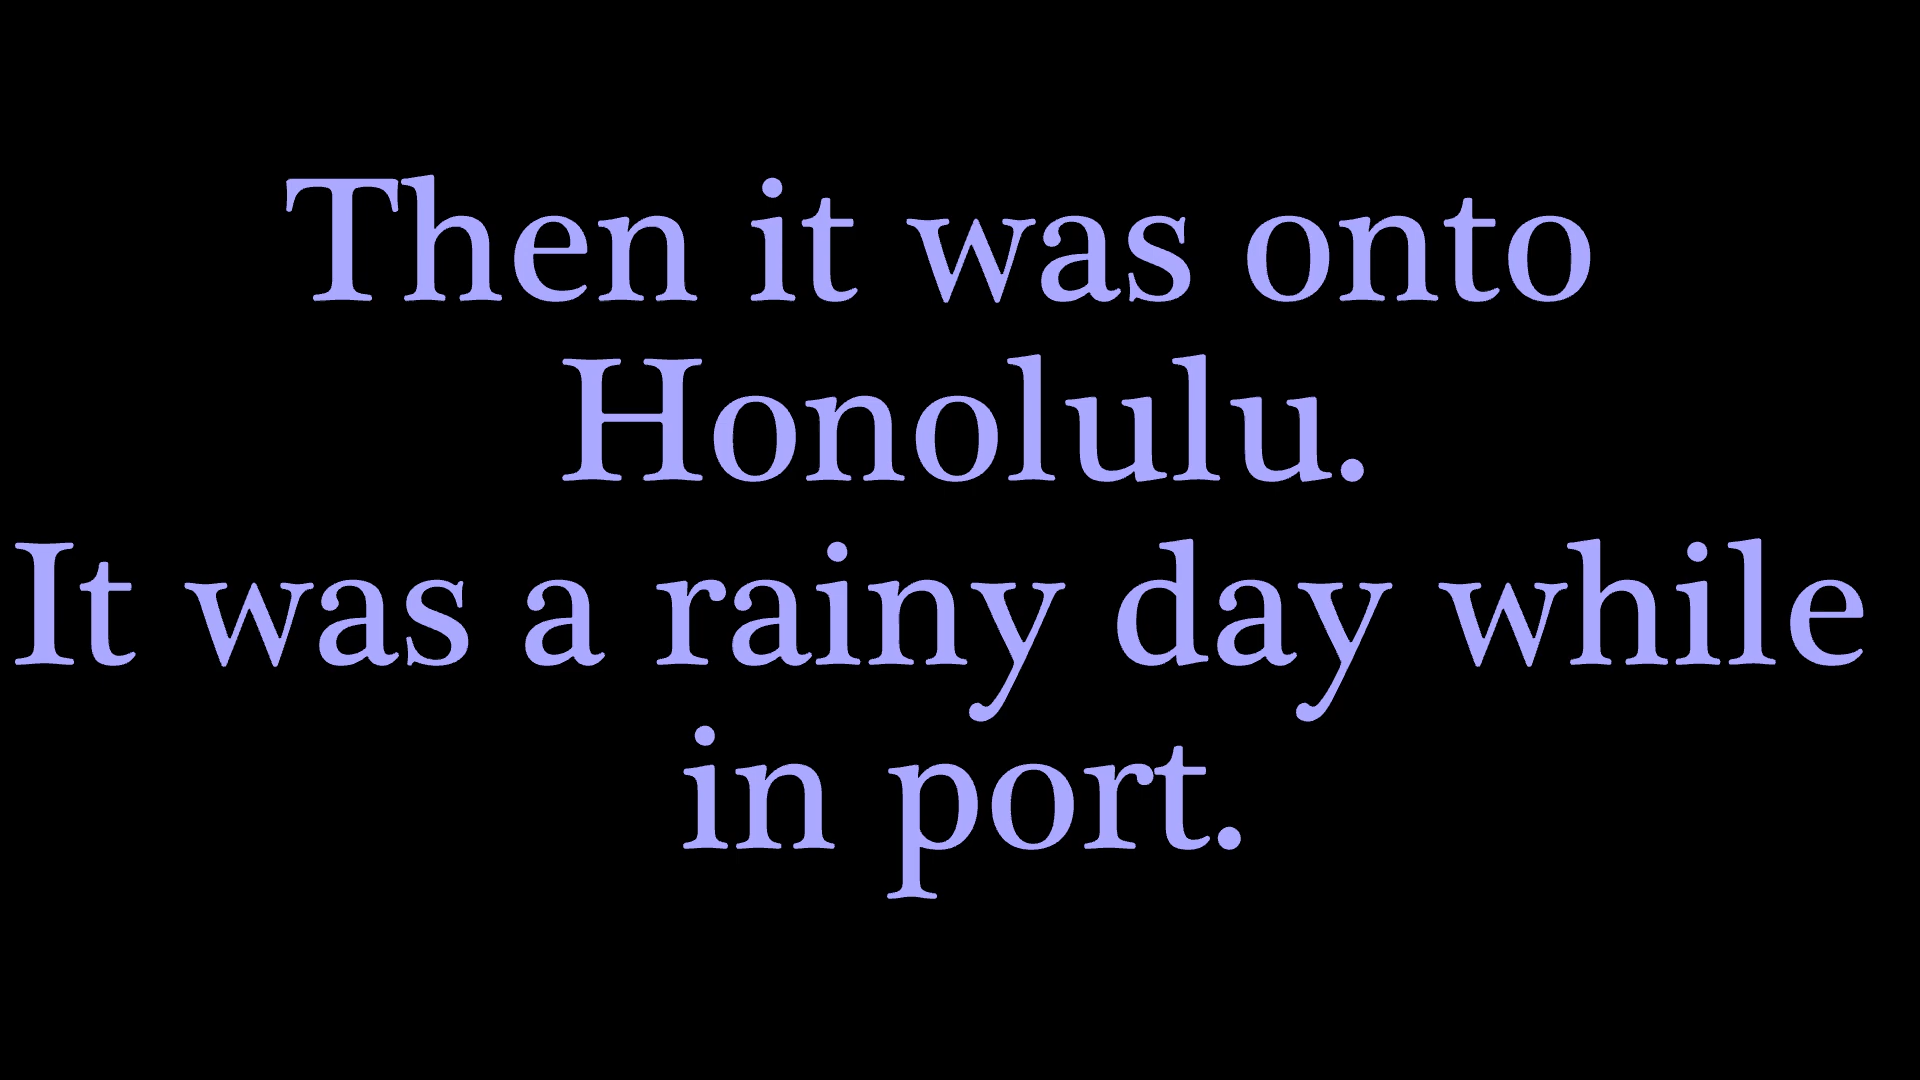 Then it was onto
Honolulu.
It was a rainy day while
in port.